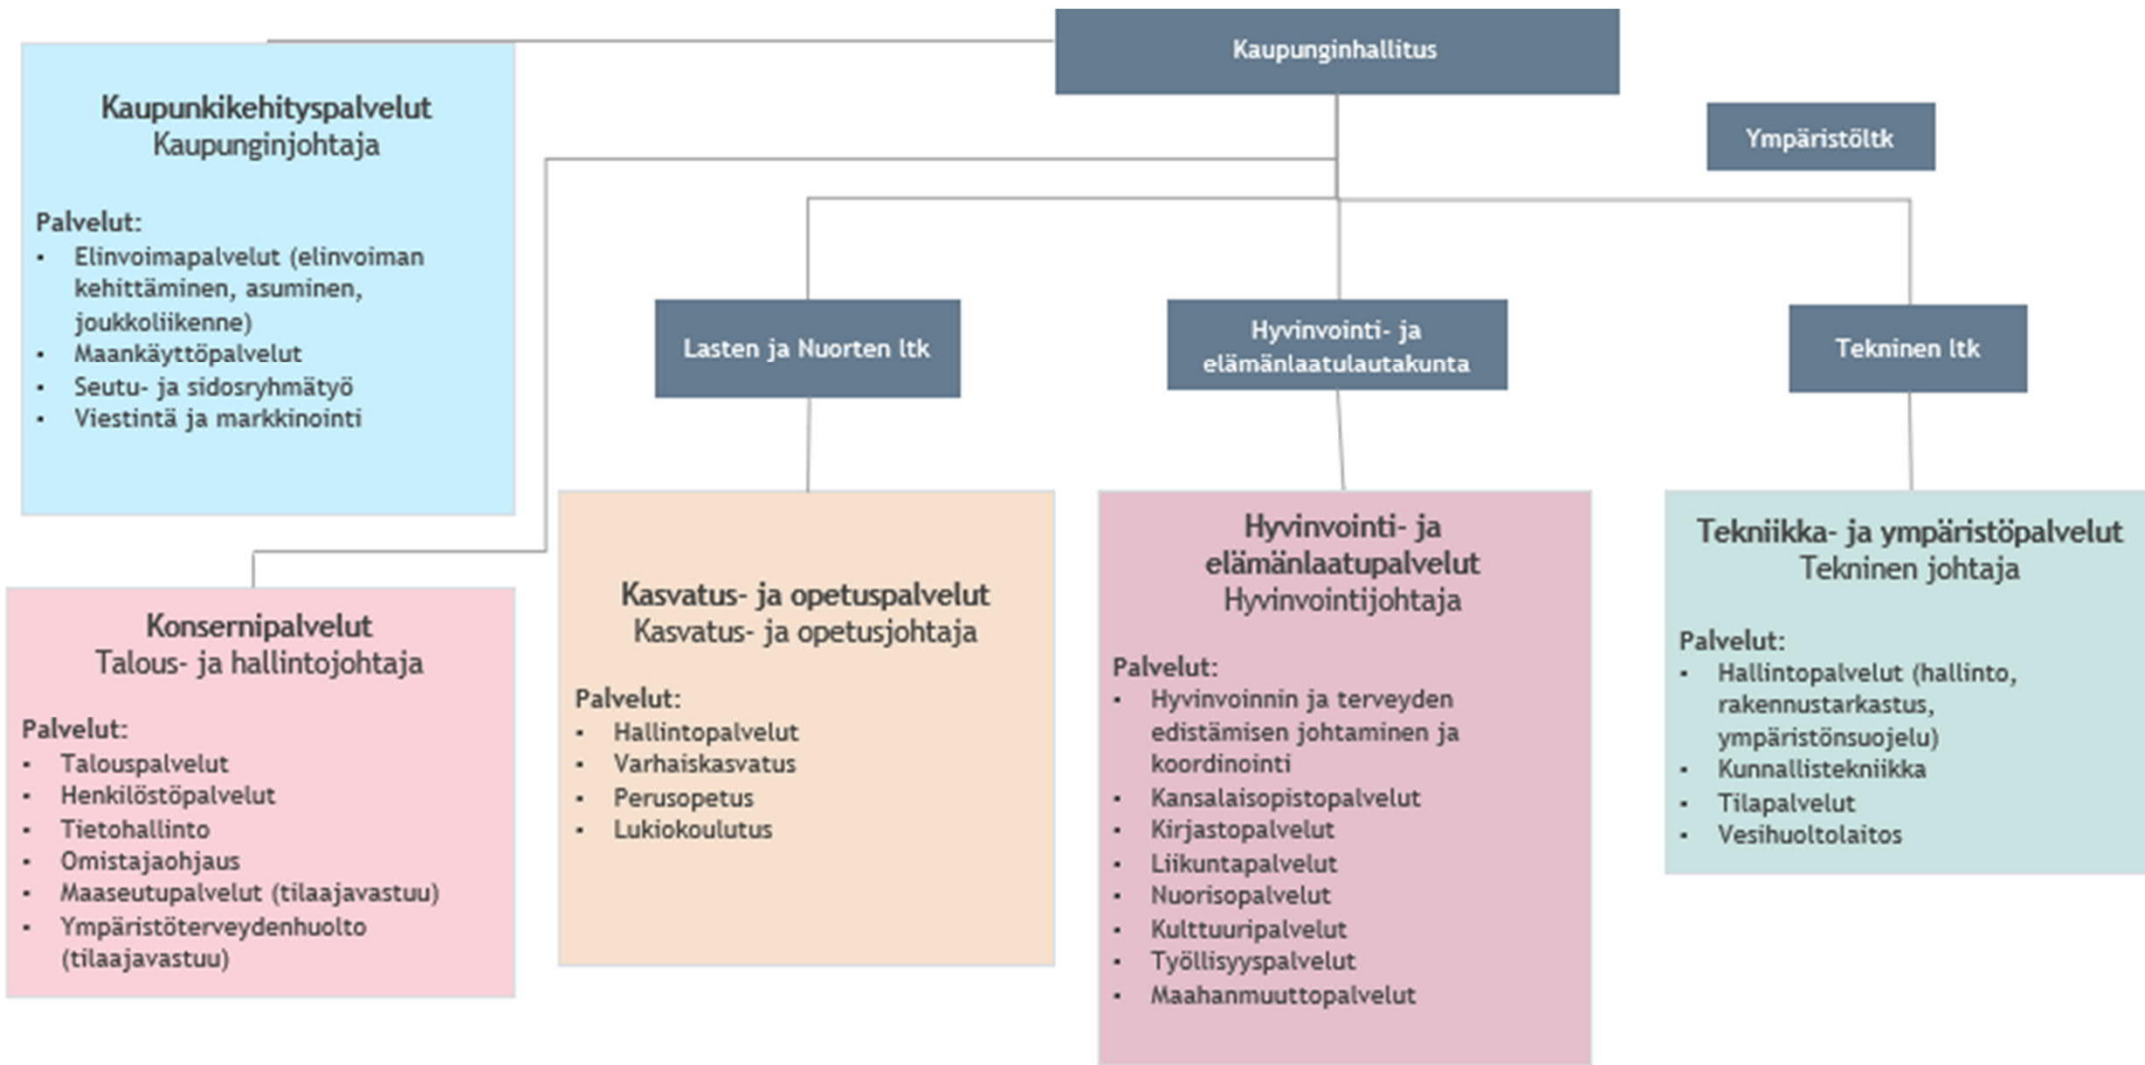 Kaupunginhallitus
Ympäristöltk
Kaupunkikehityspalvelut
Kaupunginjohtaja
Palvelut:
▪ Elinvoimapalvelut (elinvoiman
kehittäminen, asuminen,
joukkoliikenne)
▪ Maankäyttöpalvelut
▪ Seutu- ja sidosryhmätyö
▪ Viestintä ja markkinointi
Lasten ja Nuorten ltk
Hyvinvointi- ja
elämänlaatulautakunta
Tekninen ltk
Konsernipalvelut
Talous- ja hallintojohtaja
Palvelut:
▪ Talouspalvelut
▪ Henkilöstöpalvelut
▪ Tietohallinto
▪ Omistajaohjaus
▪ Maaseutupalvelut (tilaajavastuu)
▪ Ympäristöterveydenhuolto
(tilaajavastuu)
Kasvatus- ja opetuspalvelut
Kasvatus- ja opetusjohtaja
Palvelut:
▪ Hallintopalvelut
▪ Varhaiskasvatus
▪ Perusopetus
▪ Lukiokoulutus
Hyvinvointi- ja
elämänlaatupalvelut
Hyvinvointijohtaja
Palvelut:
▪ Hyvinvoinnin ja terveyden
edistämisen johtaminen ja
koordinointi
▪ Kansalaisopistopalvelut
▪ Kirjastopalvelut
▪ Liikuntapalvelut
▪ Nuorisopalvelut
▪ Kulttuuripalvelut
▪ Työllisyyspalvelut
▪ Maahanmuuttopalvelut
Tekniikka- ja ympäristöpalvelut
Tekninen johtaja
Palvelut:
▪ Hallintopalvelut (hallinto,
rakennustarkastus,
ympäristönsuojelu)
▪ Kunnallistekniikka
▪ Tilapalvelut
▪ Vesihuoltolaitos